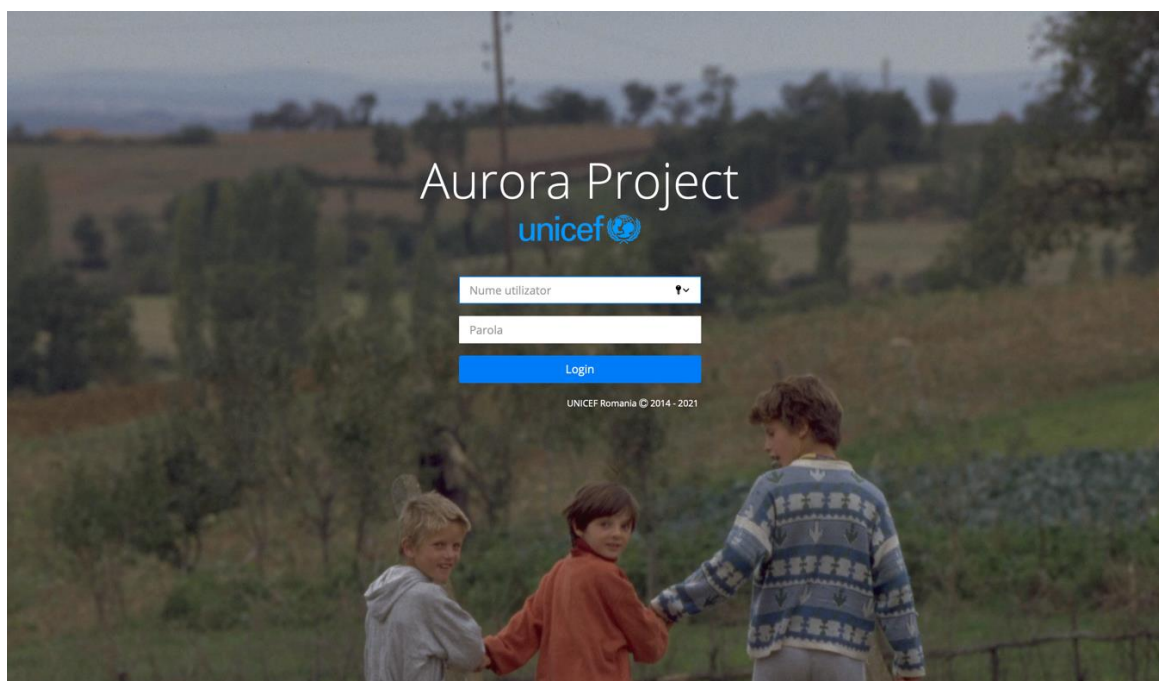 Aurora Project
unicef
Nume utilizator
Parola
Login
UNICEF Romania © 2014 - 2021